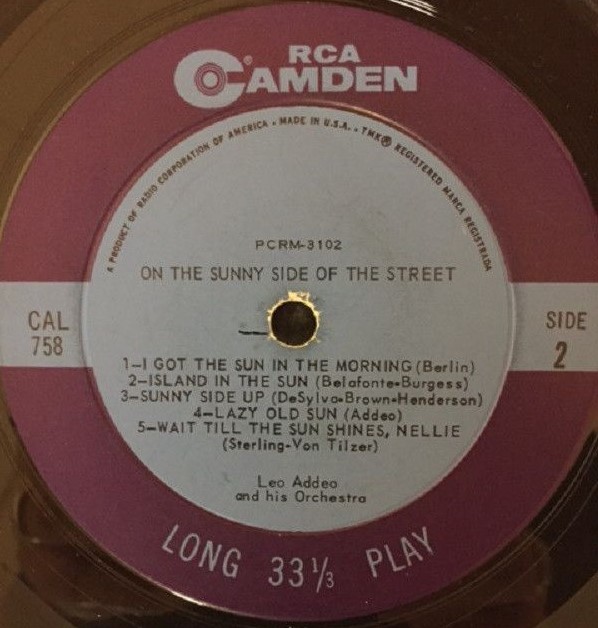 RCA
CAMDEN®
A PRODUCT OF RADIO CORPORATION OF AMERICA • MADE IN U.S.A. • TMK® REGISTERED MARCA REGISTRADA
PCRM-3102
ON THE SUNNY SIDE OF THE STREET
CAL
758
SIDE
2
1—I GOT THE SUN IN THE MORNING (Berlin)
2—ISLAND IN THE SUN (Belafonte-Burgess)
3—SUNNY SIDE UP (DeSylva-Brown-Henderson)
4—LAZY OLD SUN (Addeo)
5—WAIT TILL THE SUN SHINES, NELLIE
(Sterling-Von Tilzer)
Leo Addeo
and his Orchestra
LONG 33⅓ PLAY